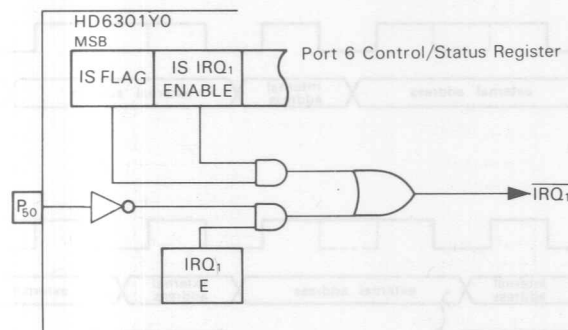 HD6301Y0
MSB
IS FLAG
IS IRQ₁
ENABLE
Port 6 Control/Status Register
P₅₀
IRQ₁
IRQ₁
E